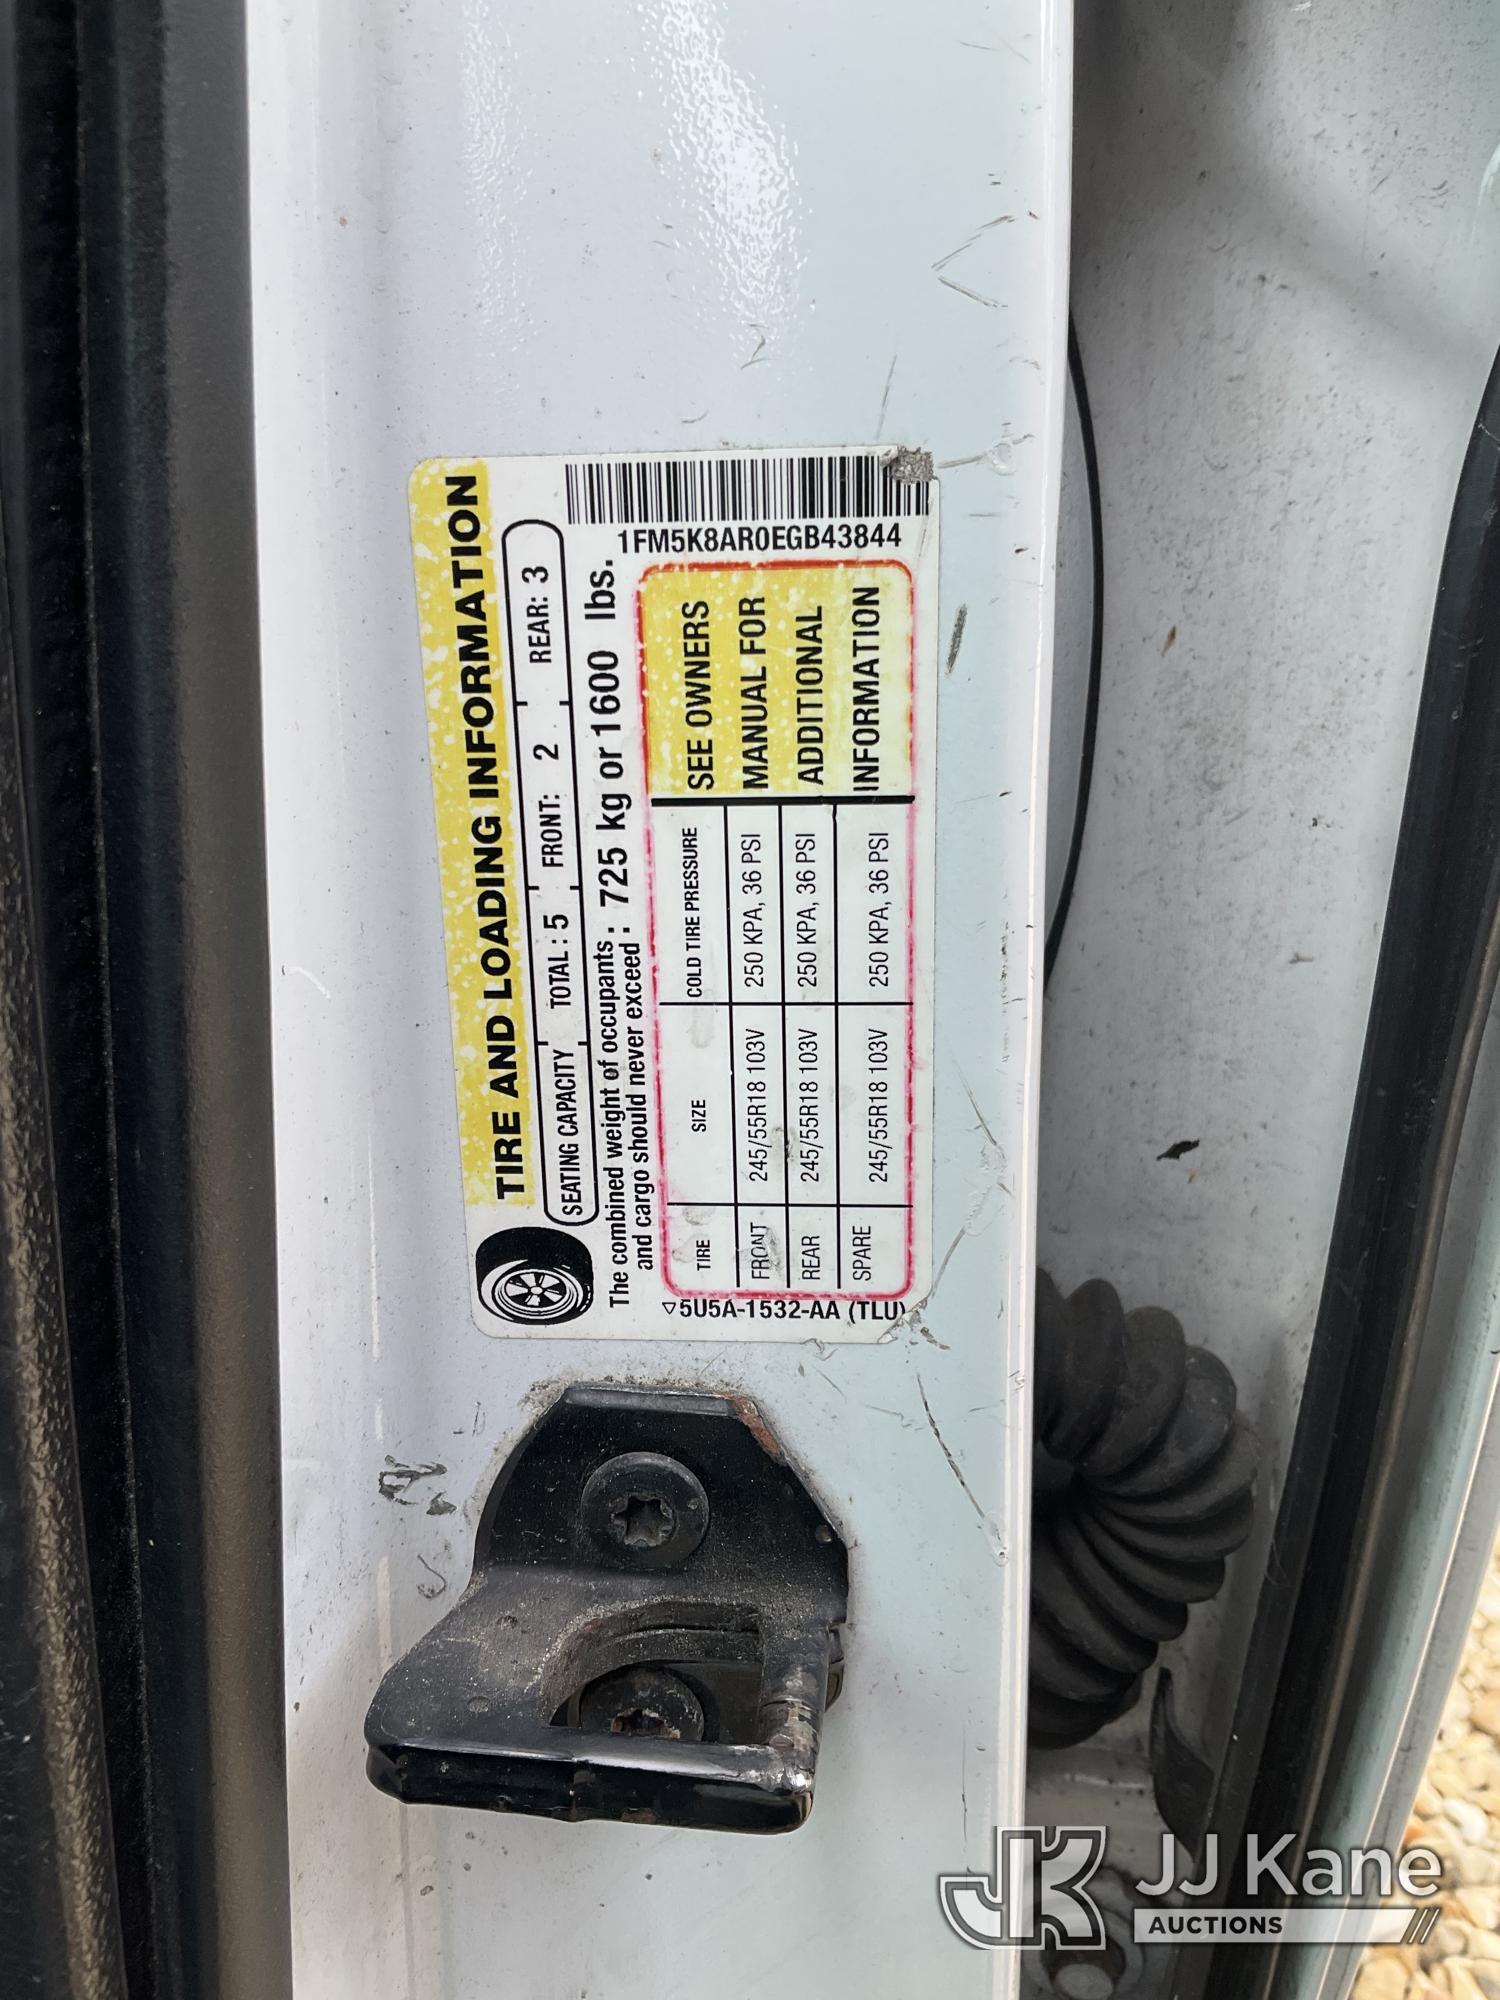 TIRE AND LOADING INFORMATION
SEATING CAPACITY TOTAL : 5 FRONT: 2 REAR: 3
The combined weight of occupants and cargo should never exceed : 725 kg or 1600 lbs.
1FM5K8AR0EGB43844
TIRE SIZE COLD TIRE PRESSURE
FRONT 245/55R18 103V 250 KPA, 36 PSI
REAR 245/55R18 103V 250 KPA, 36 PSI
SPARE 245/55R18 103V 250 KPA, 36 PSI
SEE OWNERS
MANUAL FOR
ADDITIONAL
INFORMATION
5U5A-1532-AA (TLU)
JK
JJ Kane
AUCTIONS